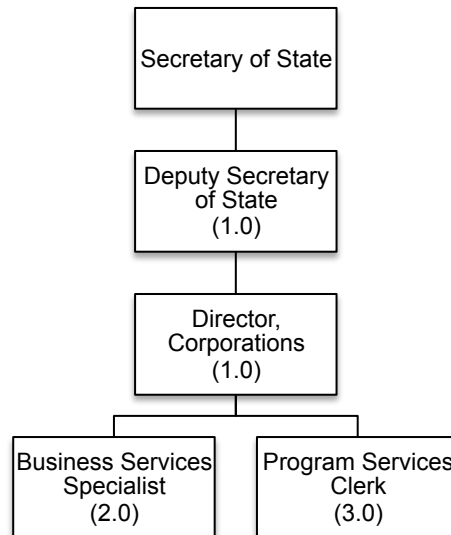 Secretary of State
Deputy Secretary
of State
(1.0)
Director,
Corporations
(1.0)
Business Services
Specialist
(2.0)
Program Services
Clerk
(3.0)